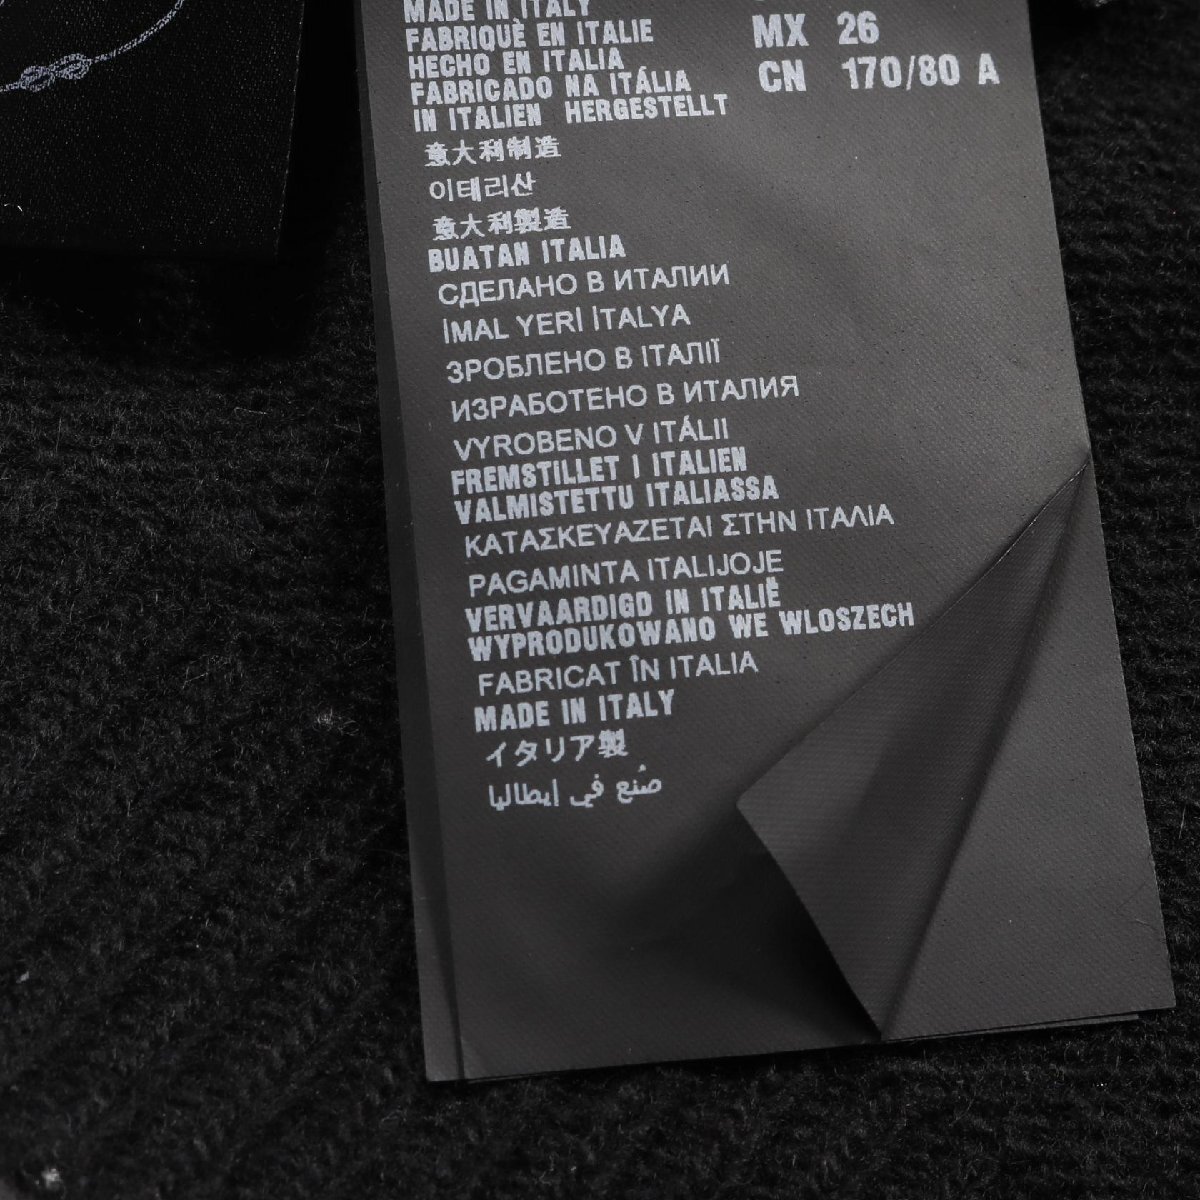 MADE IN ITALY
FABRIQUÈ EN ITALIE
HECHO EN ITALIA
FABRICADO NA ITÁLIA
IN ITALIEN HERGESTELLT
MX 26
CN 170/80 A
意大利制造
이태리산
意大利製造
BUATAN ITALIA
СДЕЛАНО В ИТАЛИИ
İMAL YERİ İTALYA
ЗРОБЛЕНО В ІТАЛІЇ
ИЗРАБОТЕНО В ИТАЛИЯ
VYROBENO V ITÁLII
FREMSTILLET I ITALIEN
VALMISTETTU ITALIASSA
ΚΑΤΑΣΚΕΥΑΖΕΤΑΙ ΣΤΗΝ ΙΤΑΛΙΑ
PAGAMINTA ITALIJOJE
VERVAARDIGD IN ITALIË
WYPRODUKOWANO WE WLOSZECH
FABRICAT ÎN ITALIA
MADE IN ITALY
イタリア製
صُنع في إيطاليا